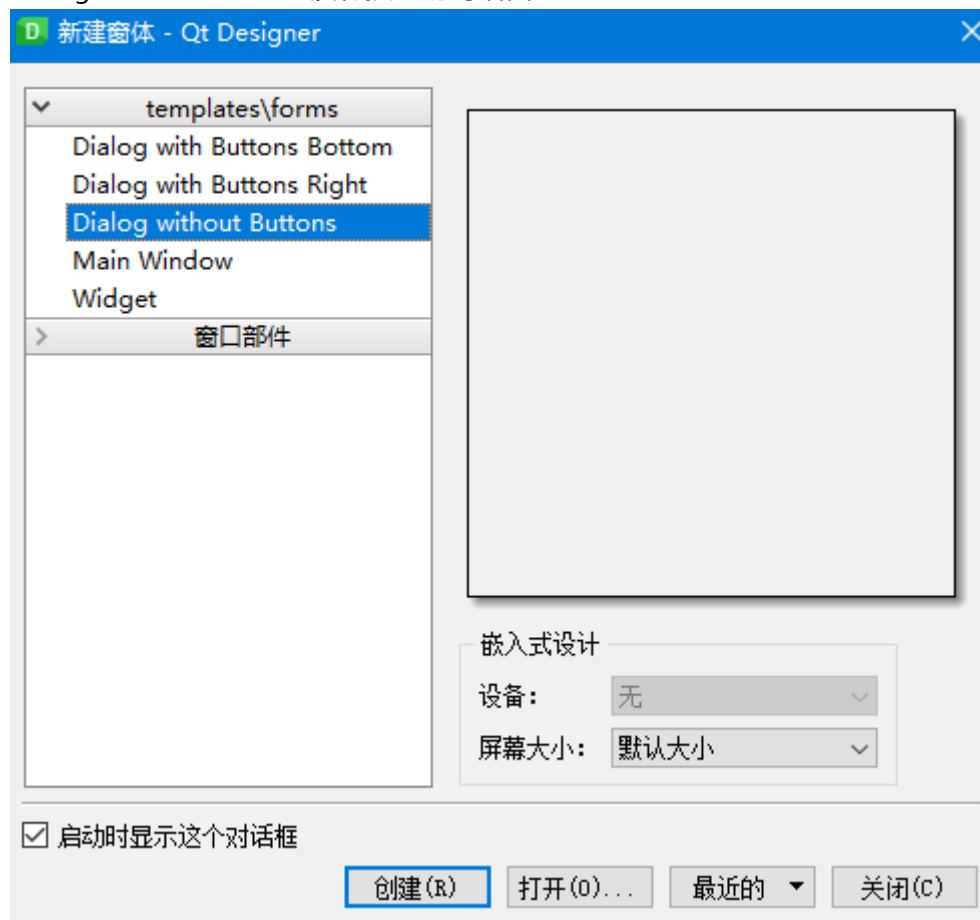 新建窗体 - Qt Designer
templates\forms
Dialog with Buttons Bottom
Dialog with Buttons Right
Dialog without Buttons
Main Window
Widget
窗口部件
嵌入式设计
设备: 无
屏幕大小: 默认大小
启动时显示这个对话框
创建(R) 打开(O)... 最近的 关闭(C)